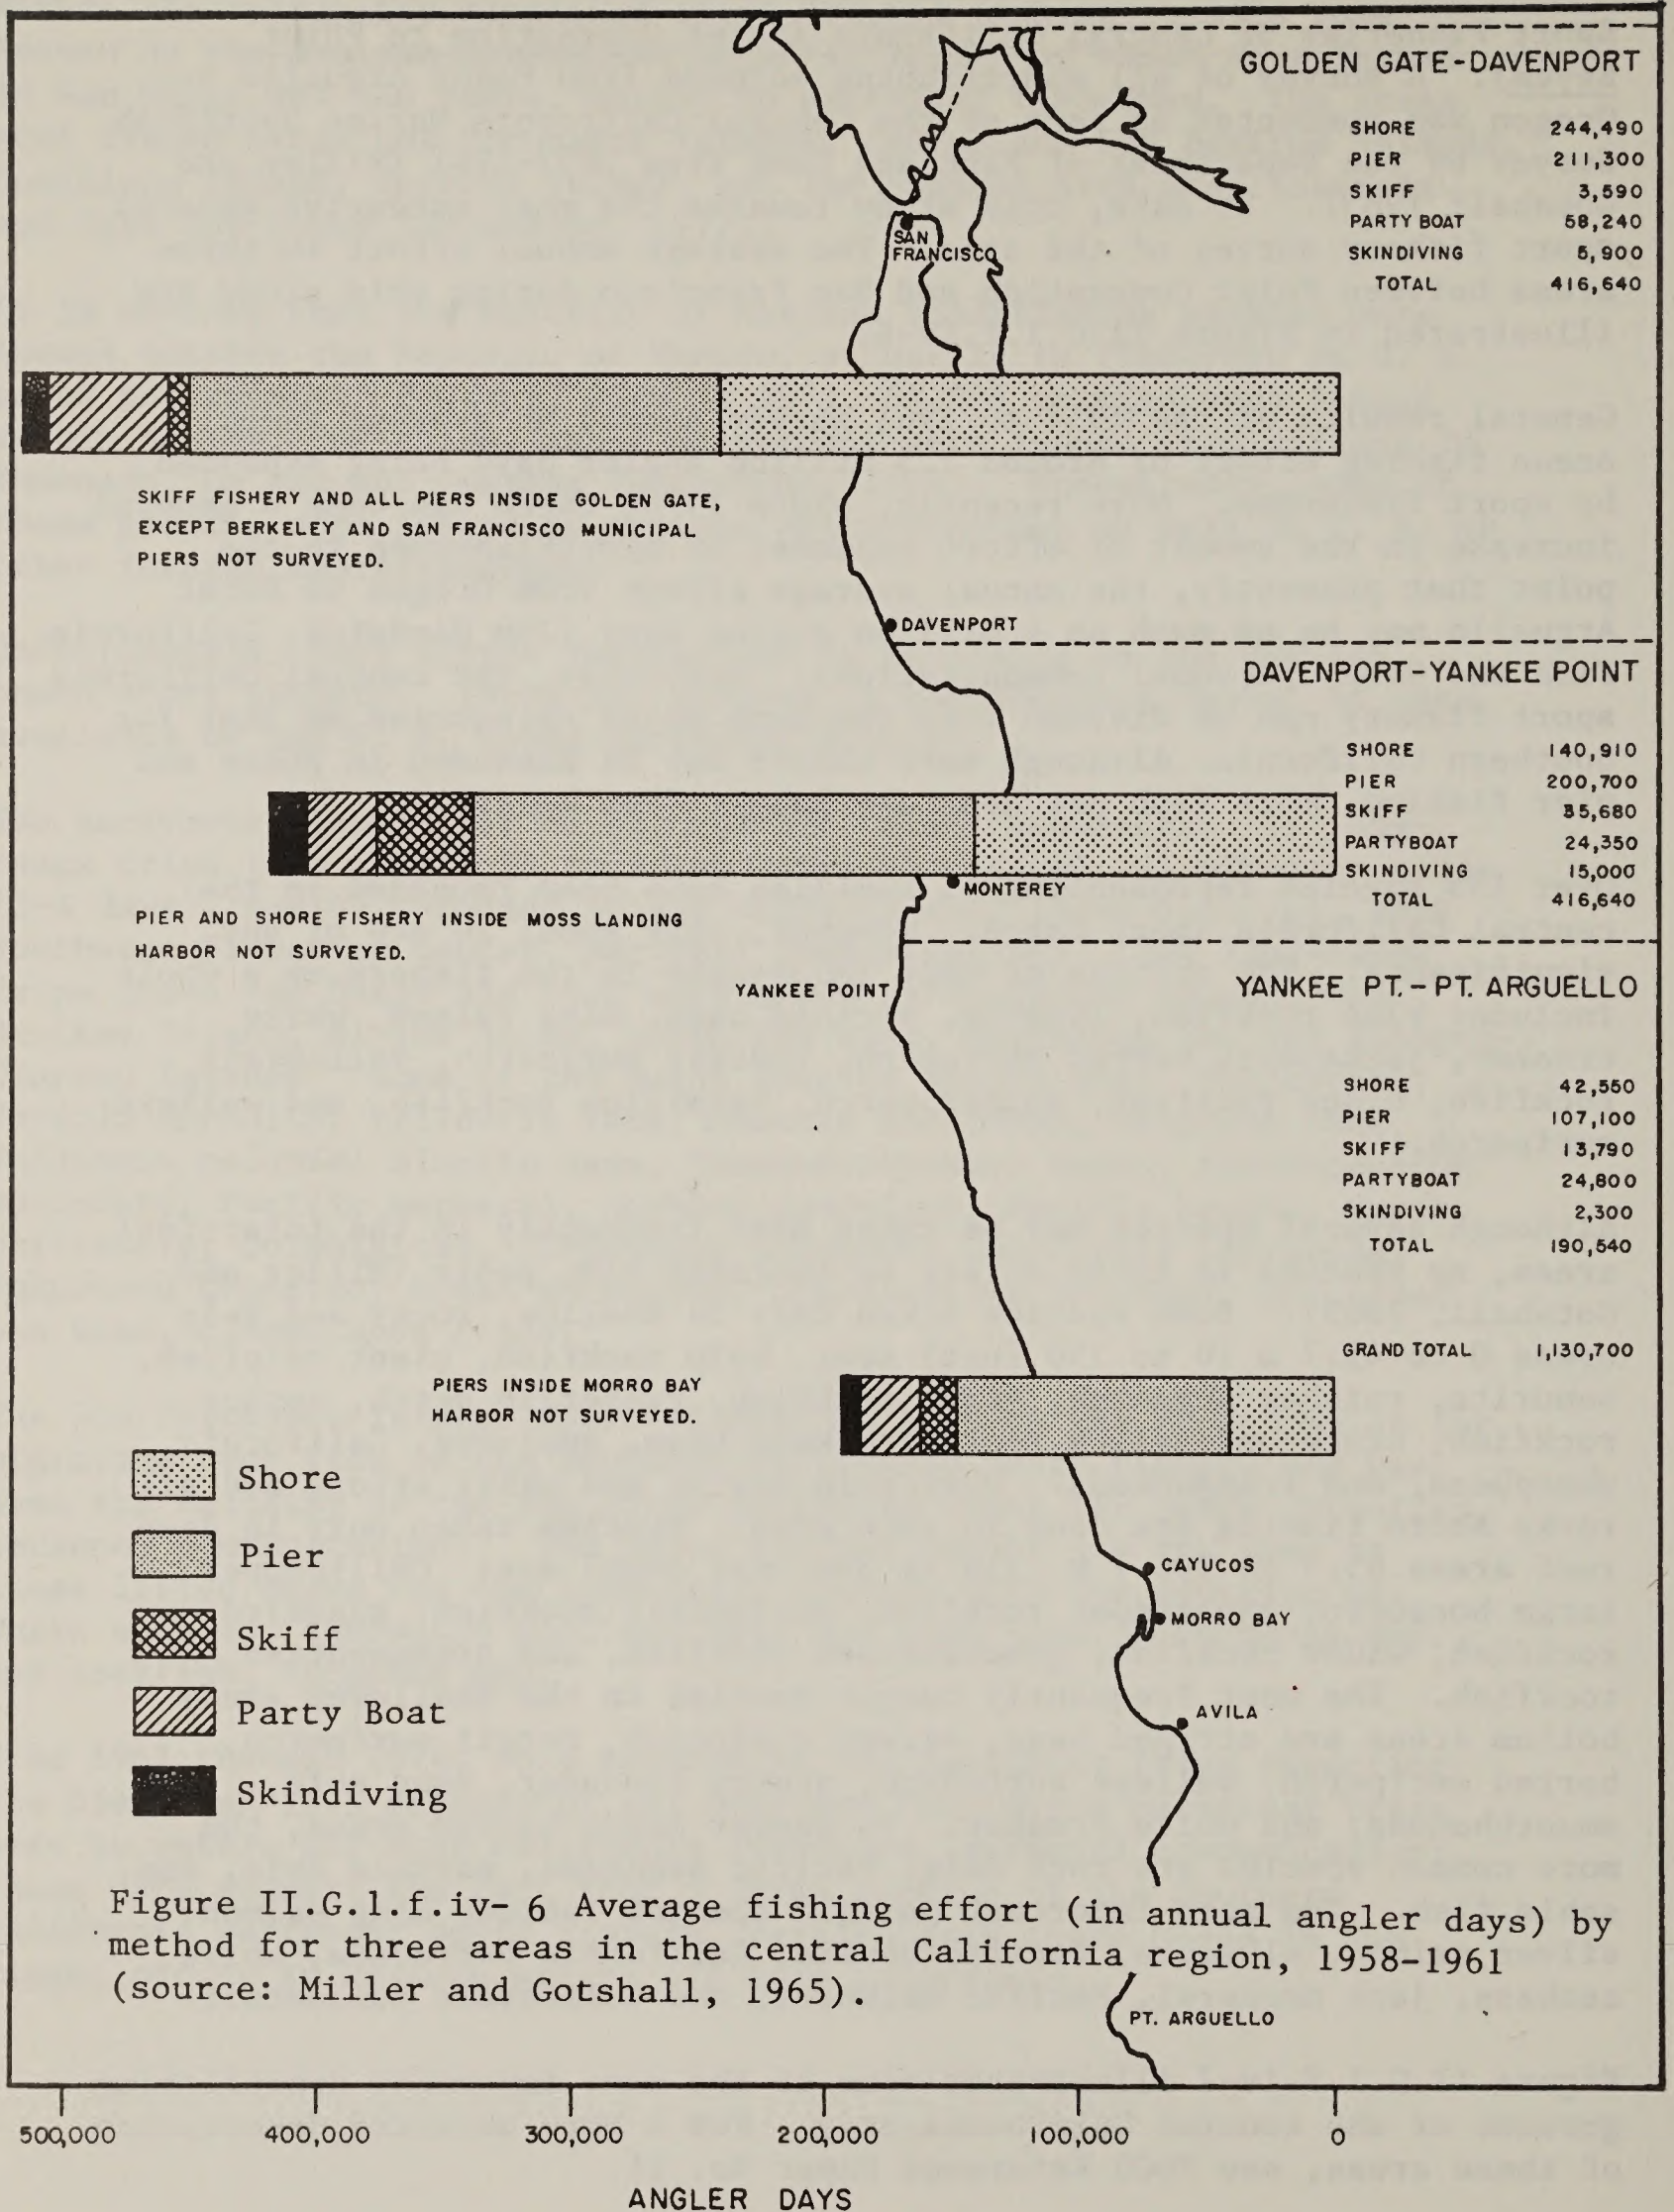 GOLDEN GATE-DAVENPORT
SHORE 244,490
PIER 211,300
SKIFF 3,590
PARTY BOAT 58,240
SKINDIVING 5,900
TOTAL 416,640
SAN
FRANCISCO
SKIFF FISHERY AND ALL PIERS INSIDE GOLDEN GATE,
EXCEPT BERKELEY AND SAN FRANCISCO MUNICIPAL
PIERS NOT SURVEYED.
DAVENPORT
DAVENPORT-YANKEE POINT
SHORE 140,910
PIER 200,700
SKIFF 35,680
PARTYBOAT 24,350
SKINDIVING 15,000
TOTAL 416,640
MONTEREY
PIER AND SHORE FISHERY INSIDE MOSS LANDING
HARBOR NOT SURVEYED.
YANKEE POINT
YANKEE PT.-PT. ARGUELLO
SHORE 42,550
PIER 107,100
SKIFF 13,790
PARTYBOAT 24,800
SKINDIVING 2,300
TOTAL 190,540
GRAND TOTAL 1,130,700
PIERS INSIDE MORRO BAY
HARBOR NOT SURVEYED.
Shore
Pier
Skiff
Party Boat
Skindiving
CAYUCOS
MORRO BAY
AVILA
Figure II.G.1.f.iv- 6 Average fishing effort (in annual angler days) by
method for three areas in the central California region, 1958-1961
(source: Miller and Gotshall, 1965).
PT. ARGUELLO
500,000 400,000 300,000 200,000 100,000 0
ANGLER DAYS